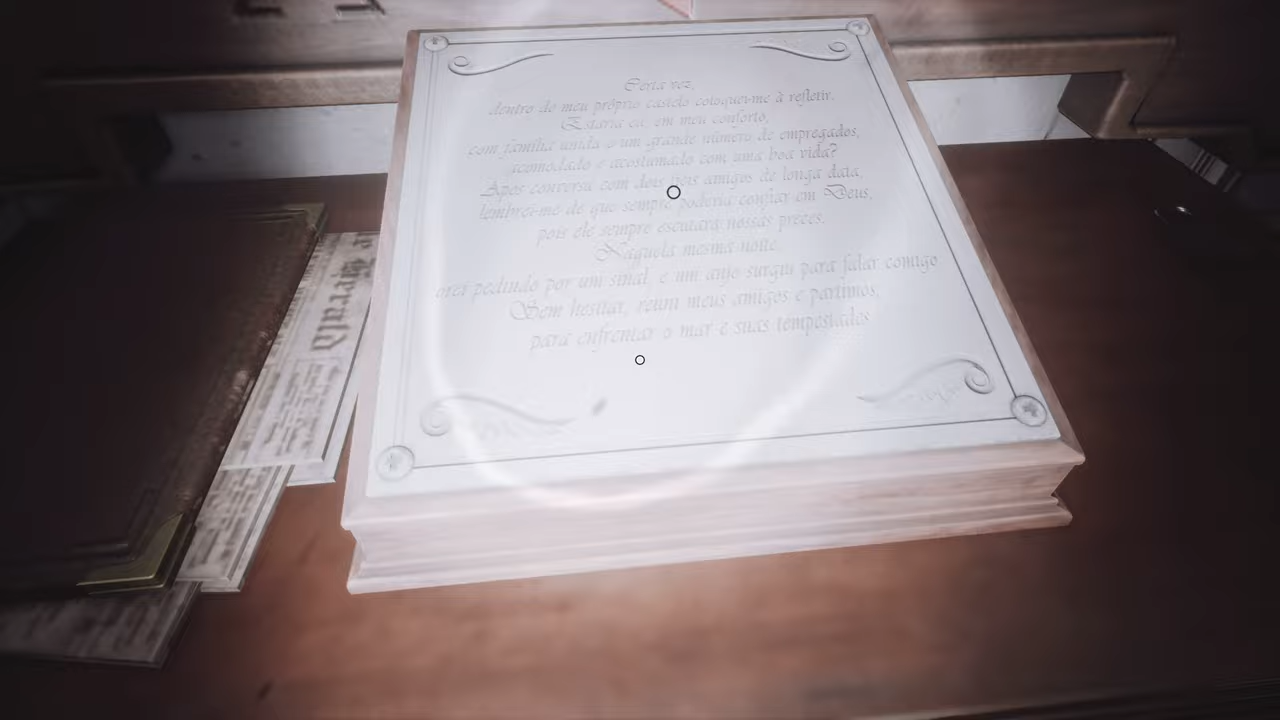 Certa vez,
dentro do meu próprio castelo coloquei-me à refletir.
Estaria eu, em meu conforto,
com família unida e um grande número de empregados,
acomodado e acostumado com uma boa vida?
Após conversa com dois bons amigos de longa data,
lembrei-me de que sempre poderia confiar em Deus,
pois ele sempre escutará nossas preces.
Naquela mesma noite
orei pedindo por um sinal, e um anjo surgiu para falar comigo
Sem hesitar, reuni meus amigos e partimos,
para enfrentar o mar e suas tempestades
Herald